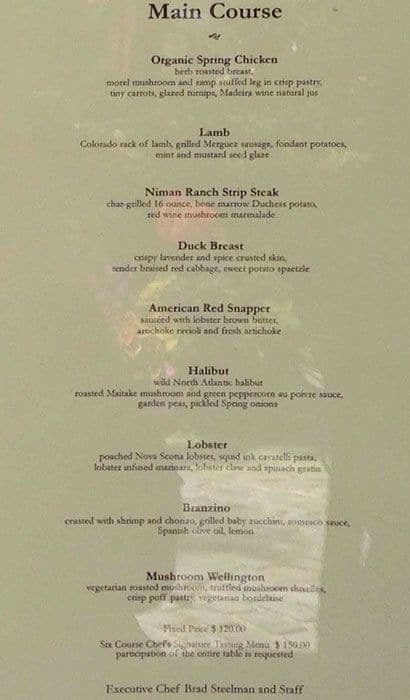 Main Course
Organic Spring Chicken
herb roasted breast,
morel mushroom and ramp stuffed leg in crisp pastry,
tiny carrots, glazed turnips, Madeira wine natural jus
Lamb
Colorado rack of lamb, grilled Merguez sausage, fondant potatoes,
mint and mustard seed glaze
Niman Ranch Strip Steak
char-grilled 16 ounce, bone marrow Duchess potato,
red wine mushroom marmalade
Duck Breast
crispy lavender and spice crusted skin,
tender braised red cabbage, sweet potato spaetzle
American Red Snapper
sautéed with lobster brown butter,
artichoke ravioli and fresh artichoke
Halibut
wild North Atlantic halibut
roasted Maitake mushroom and green peppercorn au poivre sauce,
garden peas, pickled Spring onions
Lobster
poached Nova Scotia lobster, squid ink cavatelli pasta,
lobster infused marinara, lobster claw and spinach gratin
Branzino
crusted with shrimp and chorizo, grilled baby zucchini, romesco sauce,
Spanish olive oil, lemon
Mushroom Wellington
vegetarian roasted mushroom, truffled mushroom duxelles,
crisp puff pastry, vegetarian bordelaise
Fixed Price $ 120.00
Six Course Chef's Signature Tasting Menu $ 150.00
participation of the entire table is requested
Executive Chef Brad Steelman and Staff